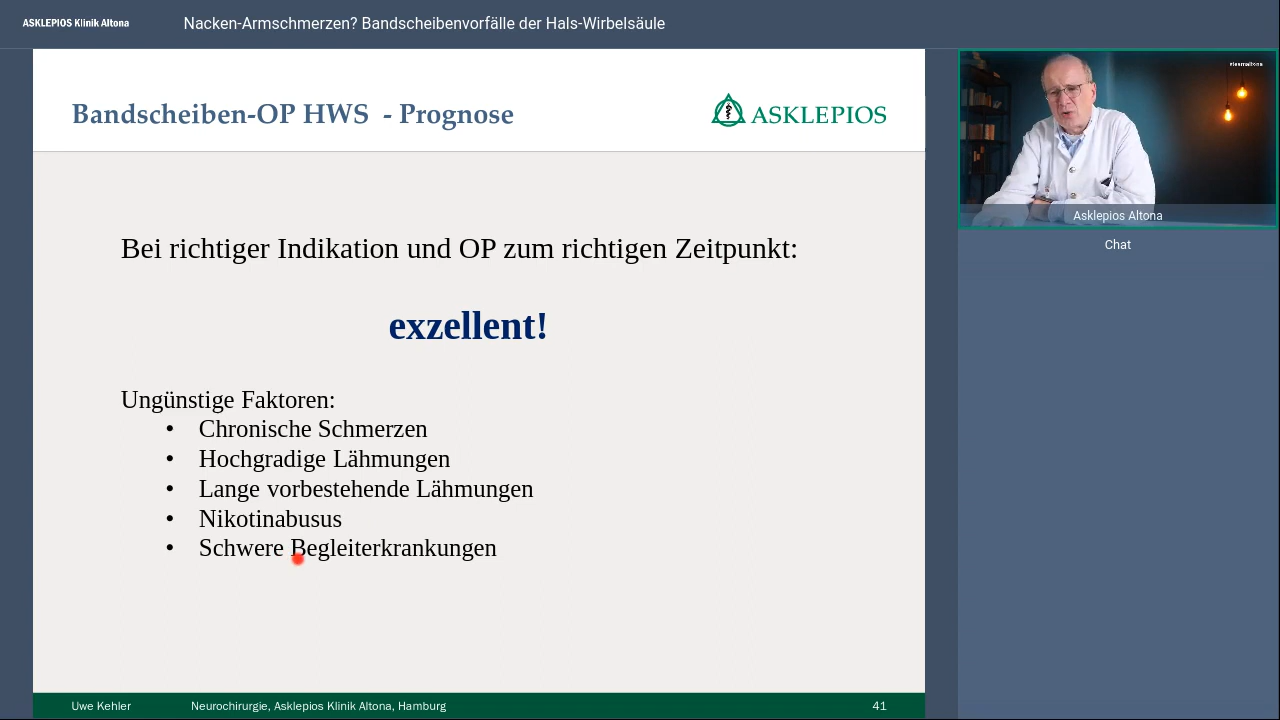 ASKLEPIOS Klinik Altona
Nacken-Armschmerzen? Bandscheibenvorfälle der Hals-Wirbelsäule
Bandscheiben-OP HWS - Prognose
ASKLEPIOS
Bei richtiger Indikation und OP zum richtigen Zeitpunkt:
exzellent!
Ungünstige Faktoren:
• Chronische Schmerzen
• Hochgradige Lähmungen
• Lange vorbestehende Lähmungen
• Nikotinabusus
• Schwere Begleiterkrankungen
Uwe Kehler
Neurochirurgie, Asklepios Klinik Altona, Hamburg
41
#teamaltona
Asklepios Altona
Chat